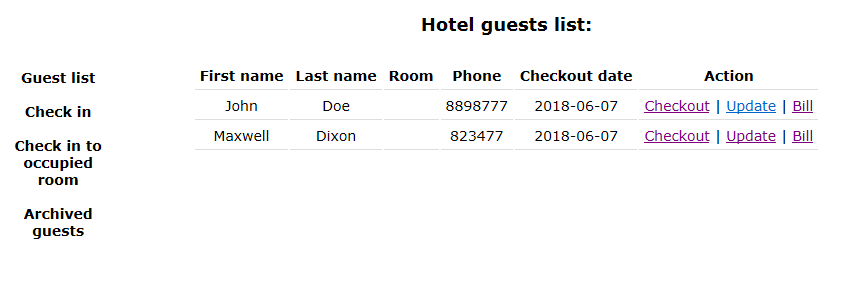 Hotel guests list:
Guest list
Check in
Check in to
occupied
room
Archived
guests
First name Last name Room Phone Checkout date Action
John Doe 8898777 2018-06-07 Checkout | Update | Bill
Maxwell Dixon 823477 2018-06-07 Checkout | Update | Bill